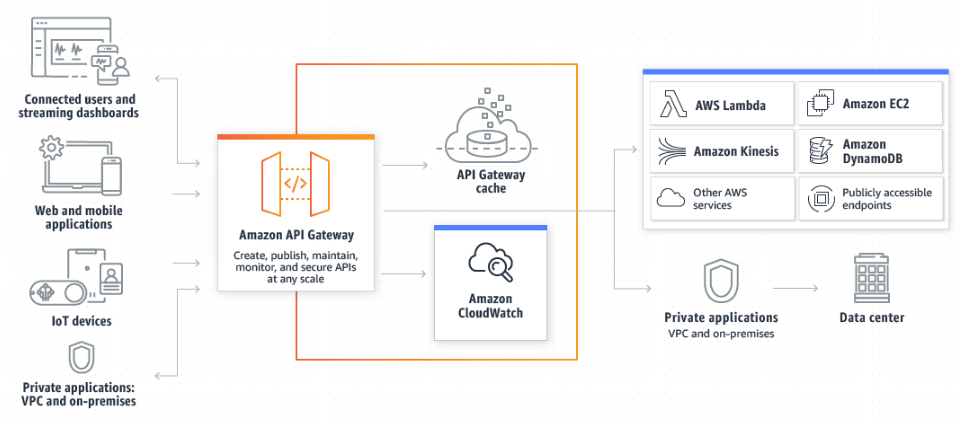 Connected users and
streaming dashboards
Web and mobile
applications
IoT devices
Private applications:
VPC and on-premises
</>
Amazon API Gateway
Create, publish, maintain,
monitor, and secure APIs
at any scale
API Gateway
cache
Amazon
CloudWatch
AWS Lambda
Amazon EC2
Amazon Kinesis
Amazon
DynamoDB
Other AWS
services
Publicly accessible
endpoints
Private applications
VPC and on-premises
Data center